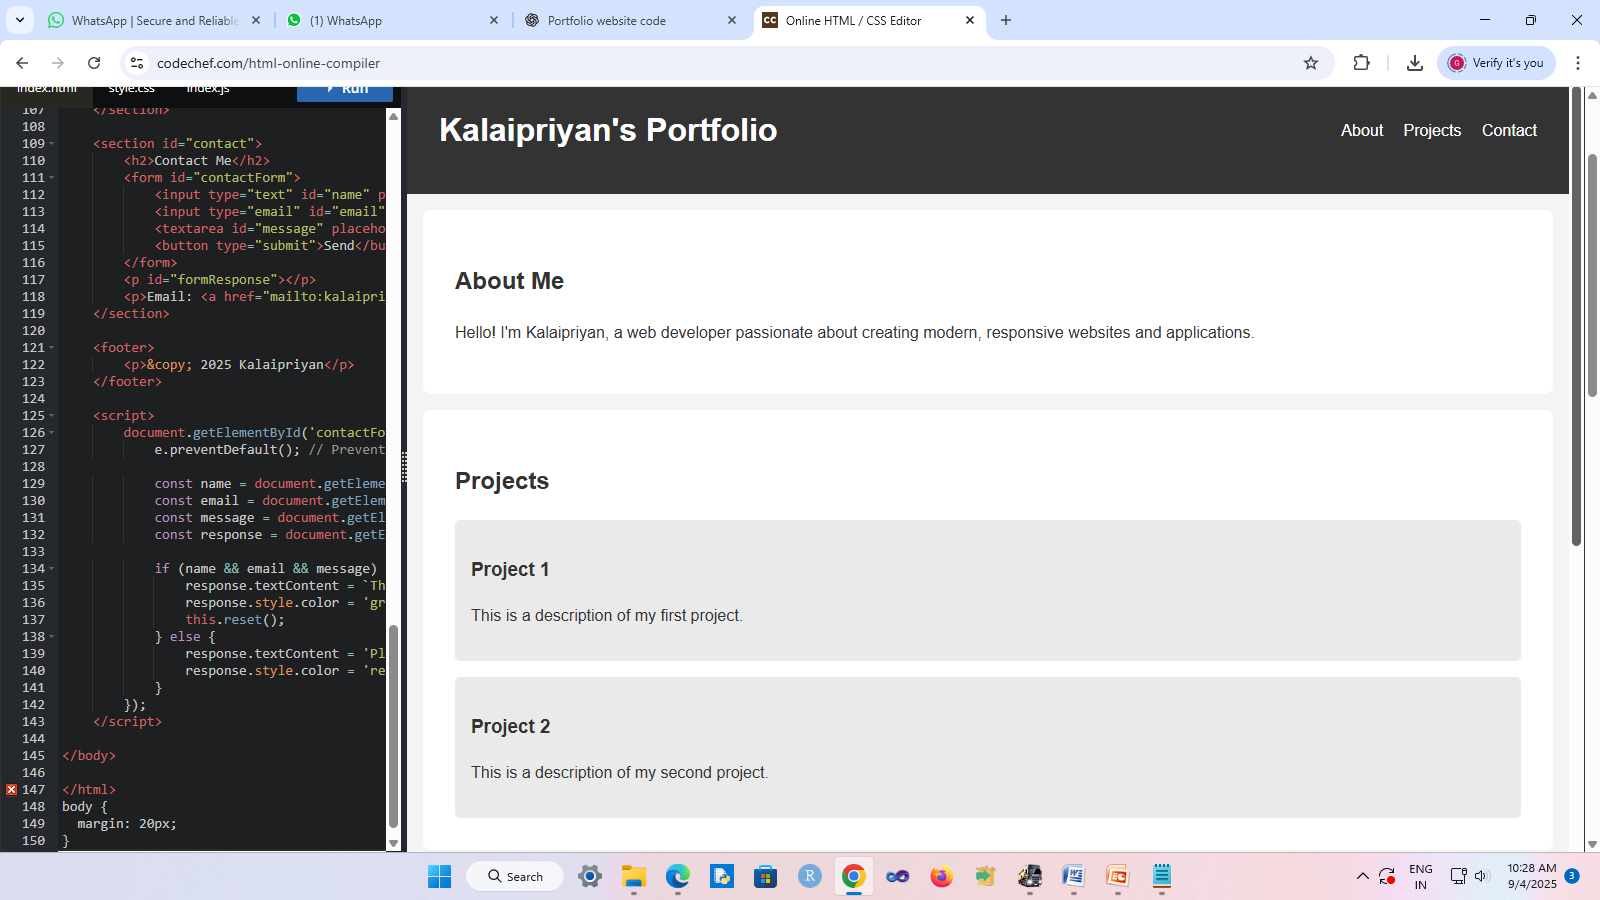 WhatsApp | Secure and Reliable
(1) WhatsApp
Portfolio website code
CC Online HTML / CSS Editor
codechef.com/html-online-compiler
G Verify it's you
index.html style.css index.js Run
107 </section>
108
109 <section id="contact">
110 <h2>Contact Me</h2>
111 <form id="contactForm">
112 <input type="text" id="name" p
113 <input type="email" id="email"
114 <textarea id="message" placeho
115 <button type="submit">Send</bu
116 </form>
117 <p id="formResponse"></p>
118 <p>Email: <a href="mailto:kalaipri
119 </section>
120
121 <footer>
122 <p>&copy; 2025 Kalaipriyan</p>
123 </footer>
124
125 <script>
126 document.getElementById('contactFo
127 e.preventDefault(); // Prevent
128
129 const name = document.getEleme
130 const email = document.getElem
131 const message = document.getEl
132 const response = document.getE
133
134 if (name && email && message)
135 response.textContent = `Th
136 response.style.color = 'gr
137 this.reset();
138 } else {
139 response.textContent = 'Pl
140 response.style.color = 're
141 }
142 });
143 </script>
144
145 </body>
146
147 </html>
148 body {
149 margin: 20px;
150 }
Kalaipriyan's Portfolio
About Projects Contact
About Me
Hello! I'm Kalaipriyan, a web developer passionate about creating modern, responsive websites and applications.
Projects
Project 1
This is a description of my first project.
Project 2
This is a description of my second project.
Search
R
W
EC
ENG
IN
10:28 AM
9/4/2025
3